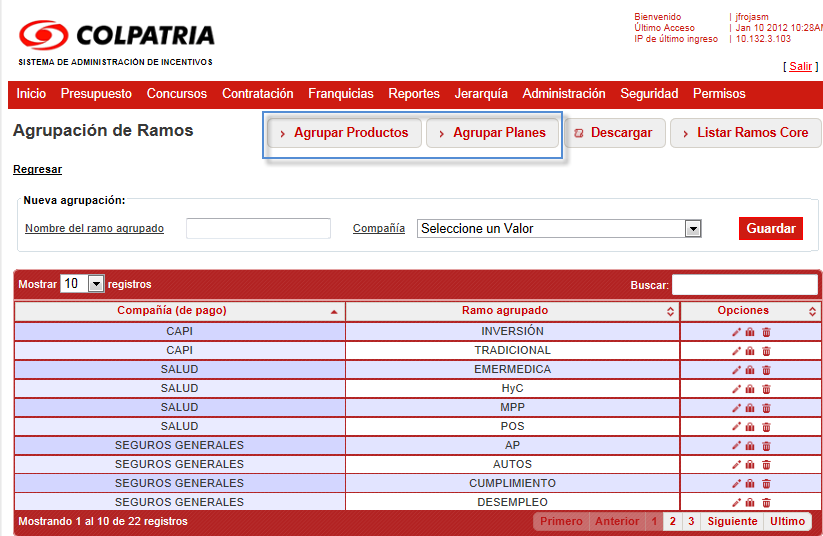 COLPATRIA
SISTEMA DE ADMINISTRACIÓN DE INCENTIVOS
Bienvenido | jfrojasm
Último Acceso | Jan 10 2012 10:28AM
IP de último ingreso | 10.132.3.103
[ Salir ]
Inicio Presupuesto Concursos Contratación Franquicias Reportes Jerarquía Administración Seguridad Permisos
Agrupación de Ramos
› Agrupar Productos › Agrupar Planes Descargar › Listar Ramos Core
Regresar
Nueva agrupación:
Nombre del ramo agrupado Compañía Seleccione un Valor Guardar
Mostrar 10 registros Buscar:
Compañía (de pago) Ramo agrupado Opciones
CAPI INVERSIÓN
CAPI TRADICIONAL
SALUD EMERMEDICA
SALUD HyC
SALUD MPP
SALUD POS
SEGUROS GENERALES AP
SEGUROS GENERALES AUTOS
SEGUROS GENERALES CUMPLIMIENTO
SEGUROS GENERALES DESEMPLEO
Mostrando 1 al 10 de 22 registros Primero Anterior 1 2 3 Siguiente Ultimo